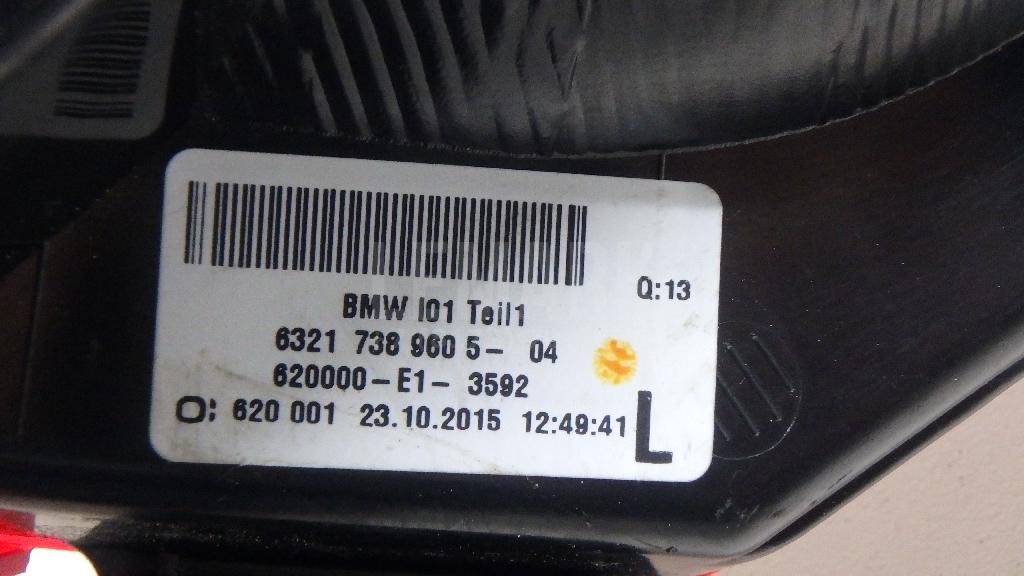 Q:13
BMW I01 Teil1
6321 738 960 5- 04
620000-E1- 3592
O: 620 001 23.10.2015 12:49:41
L